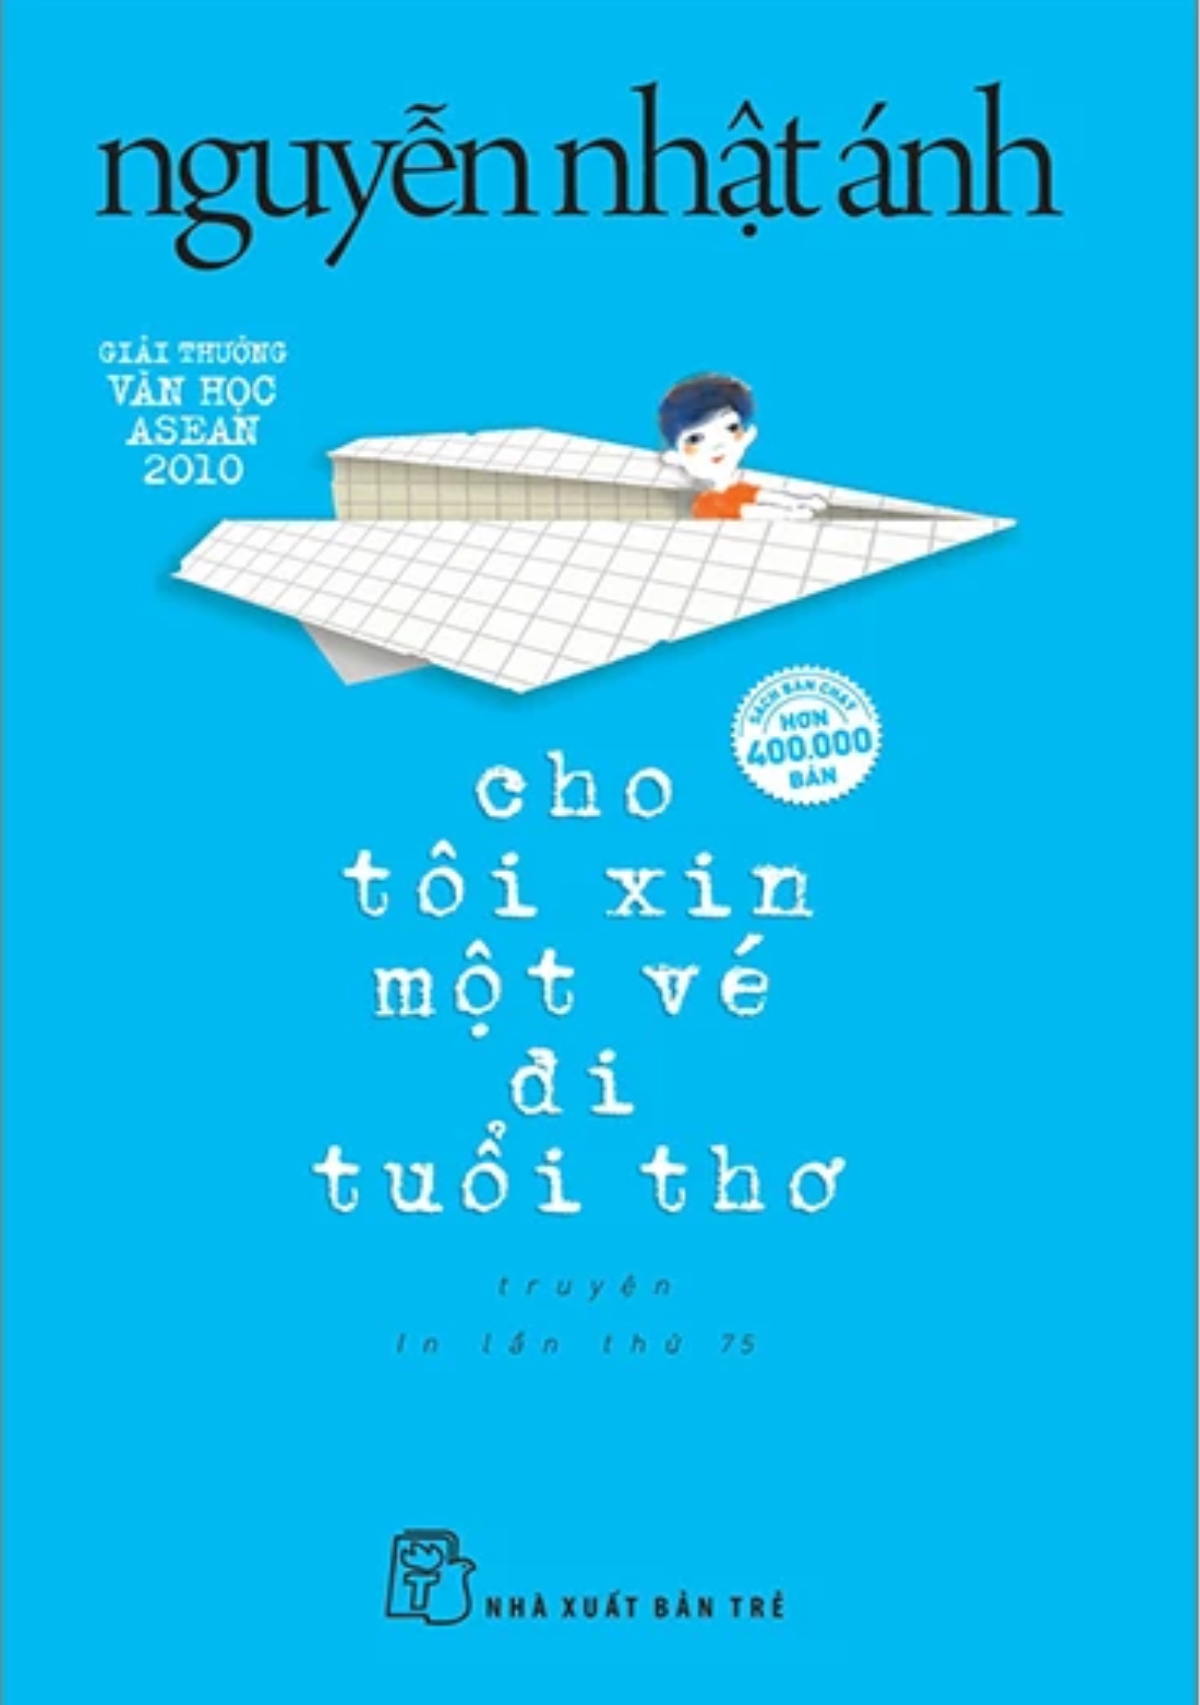 nguyễn nhật ánh
GIẢI THƯỞNG
VĂN HỌC
ASEAN
2010
SÁCH BÁN CHẠY
HƠN
400.000
BẢN
cho
tôi xin
một vé
đi
tuổi thơ
truyện
In lần thứ 75
NHÀ XUẤT BẢN TRẺ